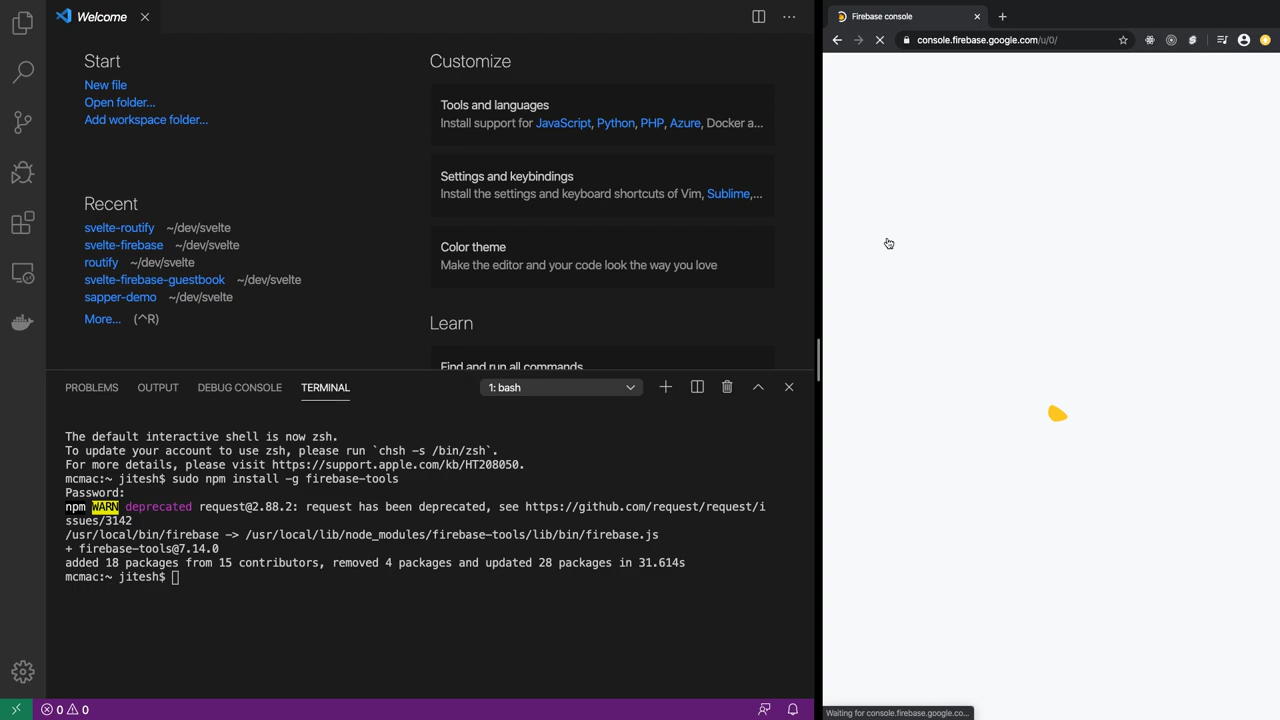 Welcome
Start
New file
Open folder...
Add workspace folder...
Recent
svelte-routify ~/dev/svelte
svelte-firebase ~/dev/svelte
routify ~/dev/svelte
svelte-firebase-guestbook ~/dev/svelte
sapper-demo ~/dev/svelte
More... (^R)
Customize
Tools and languages
Install support for JavaScript, Python, PHP, Azure, Docker a...
Settings and keybindings
Install the settings and keyboard shortcuts of Vim, Sublime,...
Color theme
Make the editor and your code look the way you love
Learn
Find and run all commands
PROBLEMS OUTPUT DEBUG CONSOLE TERMINAL 1: bash
The default interactive shell is now zsh.
To update your account to use zsh, please run `chsh -s /bin/zsh`.
For more details, please visit https://support.apple.com/kb/HT208050.
mcmac:~ jitesh$ sudo npm install -g firebase-tools
Password:
npm WARN deprecated request@2.88.2: request has been deprecated, see https://github.com/request/request/i
ssues/3142
/usr/local/bin/firebase -> /usr/local/lib/node_modules/firebase-tools/lib/bin/firebase.js
+ firebase-tools@7.14.0
added 18 packages from 15 contributors, removed 4 packages and updated 28 packages in 31.614s
mcmac:~ jitesh$
0 0
Firebase console
console.firebase.google.com/u/0/
Waiting for console.firebase.google.co...